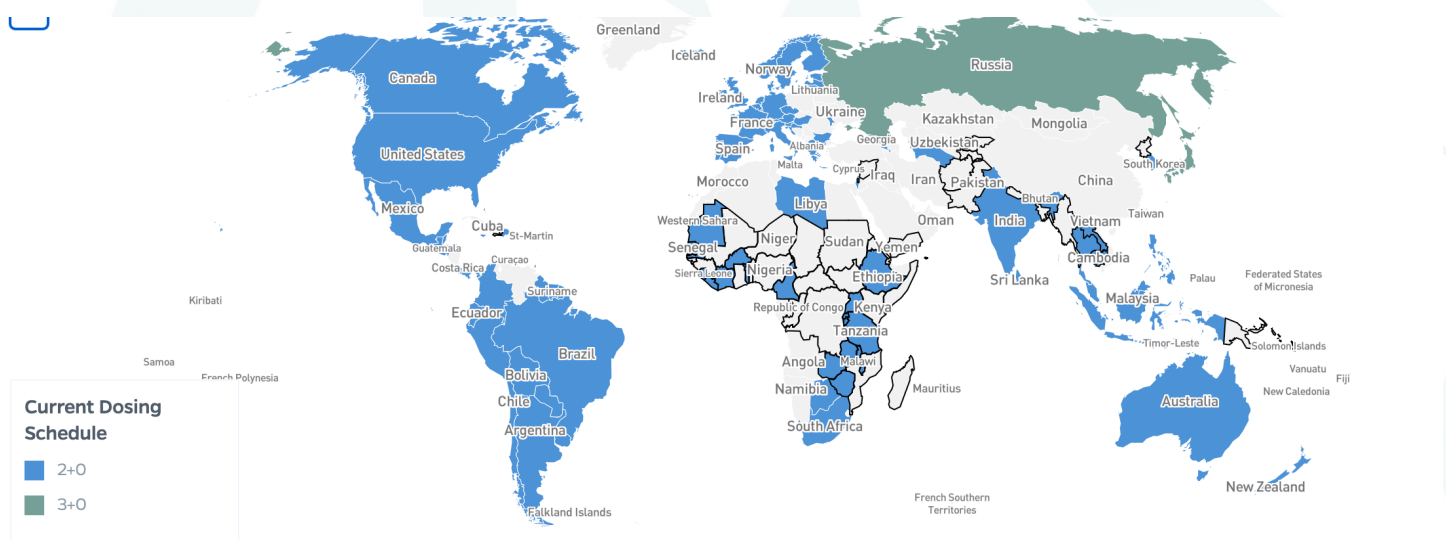 Greenland
Iceland
Norway
Russia
Canada
Lithuania
Ireland
Ukraine
Kazakhstan
France
Mongolia
Georgia
Uzbekistan
United States
Spain
Albania
South Korea
Malta
Cyprus
Iraq
Iran
Pakistan
China
Morocco
Bhutan
Mexico
Libya
Western Sahara
Oman
India
Vietnam
Taiwan
Cuba
St-Martin
Niger
Sudan
Yemen
Guatemala
Senegal
Cambodia
Costa Rica
Curaçao
Sierra Leone
Nigeria
Ethiopia
Sri Lanka
Palau
Federated States
of Micronesia
Suriname
Kiribati
Malaysia
Ecuador
Republic of Congo
Kenya
Tanzania
Timor-Leste
Solomon Islands
Brazil
Samoa
Angola
Malawi
Vanuatu
French Polynesia
Bolivia
Namibia
Mauritius
Fiji
New Caledonia
Chile
Australia
Argentina
South Africa
New Zealand
French Southern
Territories
Falkland Islands
Current Dosing
Schedule
2+0
3+0